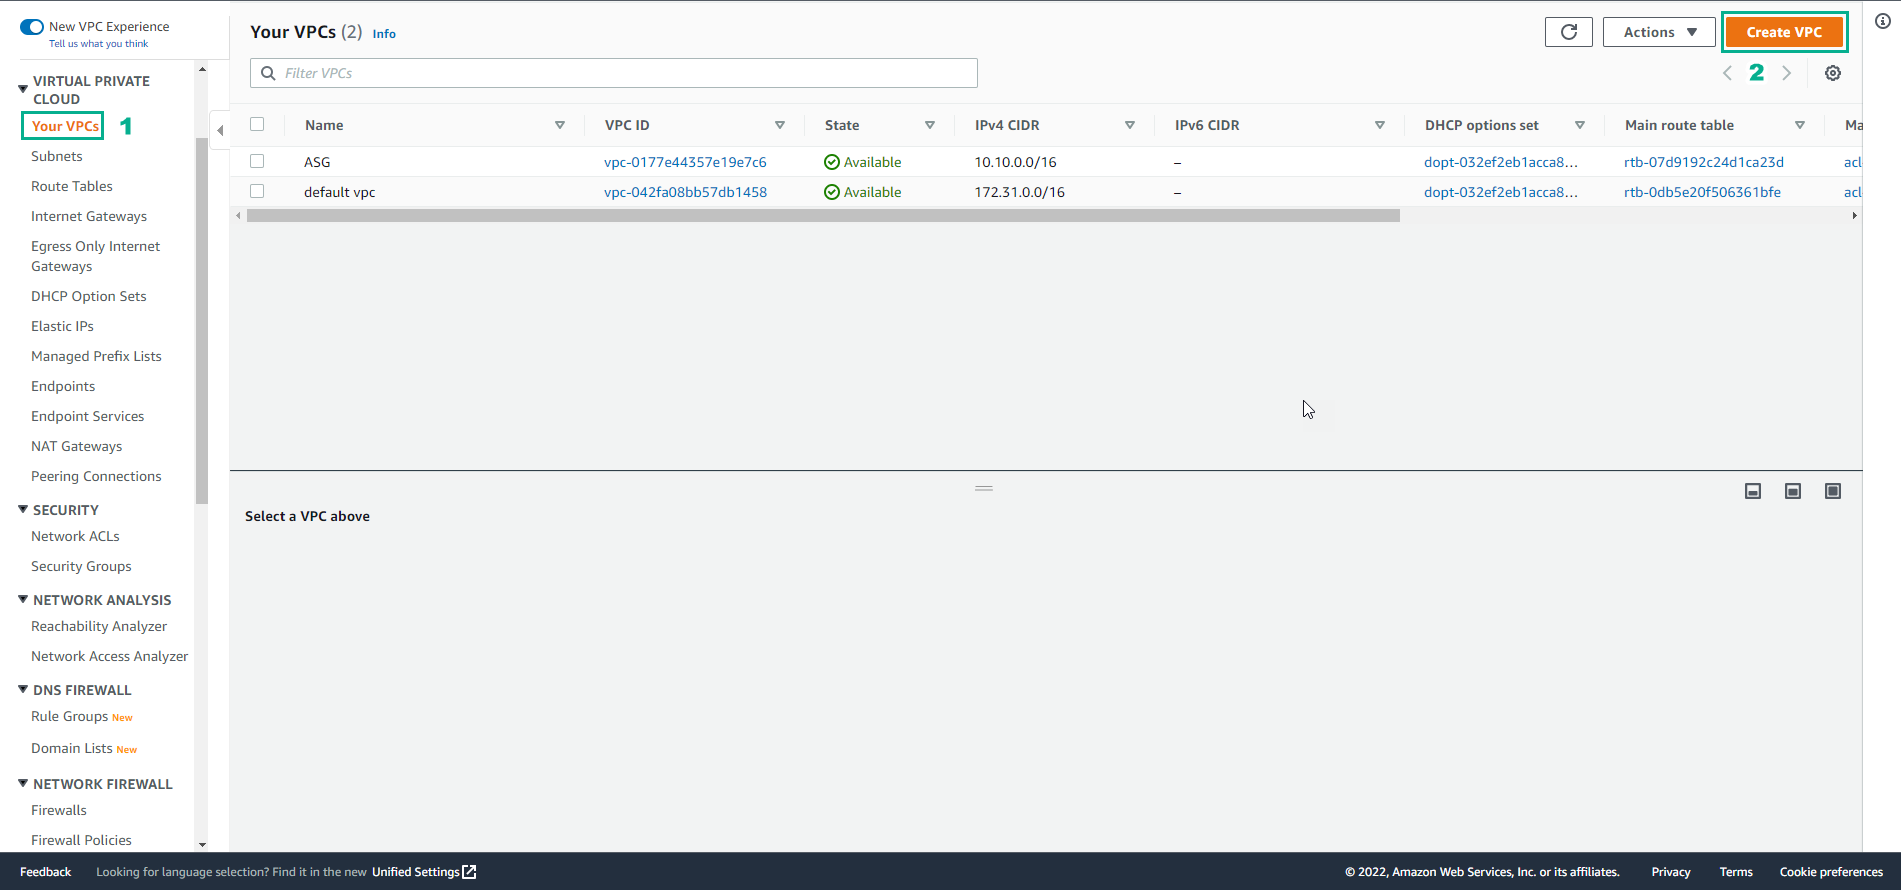 New VPC Experience
Tell us what you think
VIRTUAL PRIVATE
CLOUD
Your VPCs 1
Subnets
Route Tables
Internet Gateways
Egress Only Internet
Gateways
DHCP Option Sets
Elastic IPs
Managed Prefix Lists
Endpoints
Endpoint Services
NAT Gateways
Peering Connections
SECURITY
Network ACLs
Security Groups
NETWORK ANALYSIS
Reachability Analyzer
Network Access Analyzer
DNS FIREWALL
Rule Groups New
Domain Lists New
NETWORK FIREWALL
Firewalls
Firewall Policies
Your VPCs (2) Info
Actions
Create VPC
Filter VPCs
2
Name VPC ID State IPv4 CIDR IPv6 CIDR DHCP options set Main route table Ma
ASG vpc-0177e44357e19e7c6 Available 10.10.0.0/16 – dopt-032ef2eb1acca8... rtb-07d9192c24d1ca23d acl
default vpc vpc-042fa08bb57db1458 Available 172.31.0.0/16 – dopt-032ef2eb1acca8... rtb-0db5e20f506361bfe acl
Select a VPC above
Feedback Looking for language selection? Find it in the new Unified Settings © 2022, Amazon Web Services, Inc. or its affiliates. Privacy Terms Cookie preferences